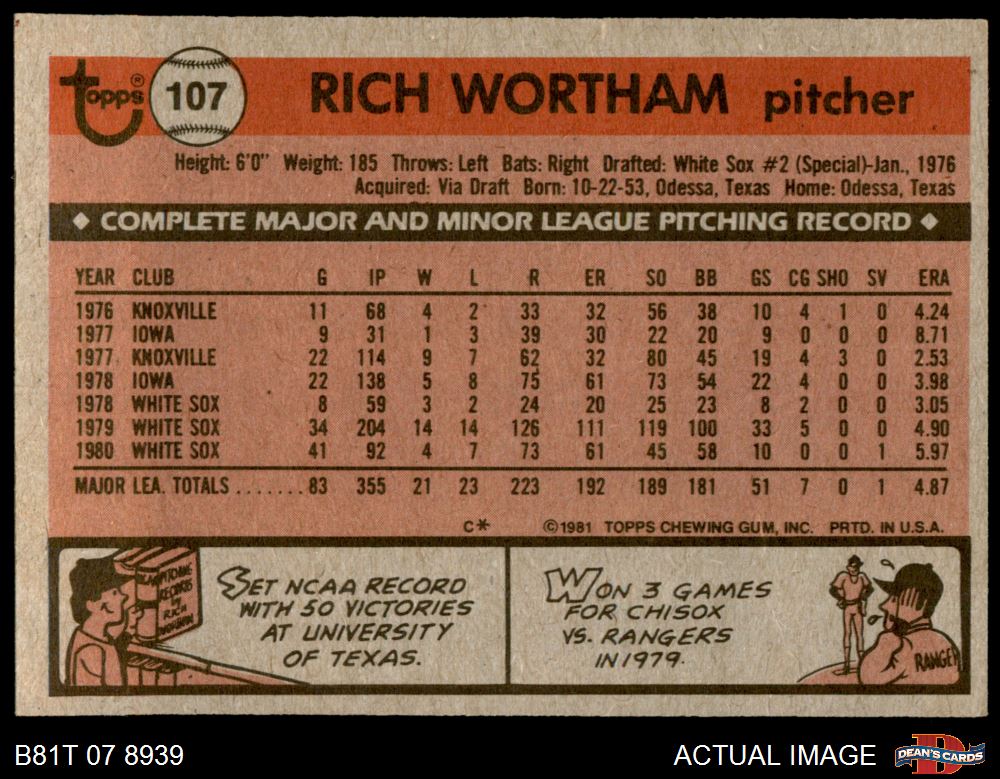 topps® 107 RICH WORTHAM pitcher
Height: 6'0" Weight: 185 Throws: Left Bats: Right Drafted: White Sox #2 (Special)-Jan., 1976
Acquired: Via Draft Born: 10-22-53, Odessa, Texas Home: Odessa, Texas
◆ COMPLETE MAJOR AND MINOR LEAGUE PITCHING RECORD ◆
YEAR CLUB G IP W L R ER SO BB GS CG SHO SV ERA
1976 KNOXVILLE 11 68 4 2 33 32 56 38 10 4 1 0 4.24
1977 IOWA 9 31 1 3 39 30 22 20 9 0 0 0 8.71
1977 KNOXVILLE 22 114 9 7 62 32 80 45 19 4 3 0 2.53
1978 IOWA 22 138 5 8 75 61 73 54 22 4 0 0 3.98
1978 WHITE SOX 8 59 3 2 24 20 25 23 8 2 0 0 3.05
1979 WHITE SOX 34 204 14 14 126 111 119 100 33 5 0 0 4.90
1980 WHITE SOX 41 92 4 7 73 61 45 58 10 0 0 1 5.97
MAJOR LEA. TOTALS .......83 355 21 23 223 192 189 181 51 7 0 1 4.87
C* ©1981 TOPPS CHEWING GUM, INC. PRTD. IN U.S.A.
SET NCAA RECORD
WITH 50 VICTORIES
AT UNIVERSITY
OF TEXAS.
RECORDS
BY
RICH
WORTHAM
WON 3 GAMES
FOR CHISOX
VS. RANGERS
IN 1979.
RANGER
B81T 07 8939 ACTUAL IMAGE DEAN'S CARDS